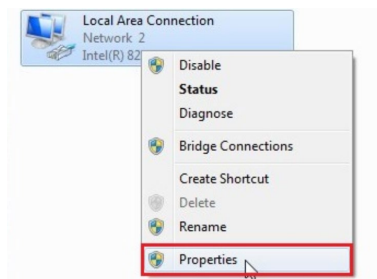 Local Area Connection
Network 2
Intel(R) 82
Disable
Status
Diagnose
Bridge Connections
Create Shortcut
Delete
Rename
Properties